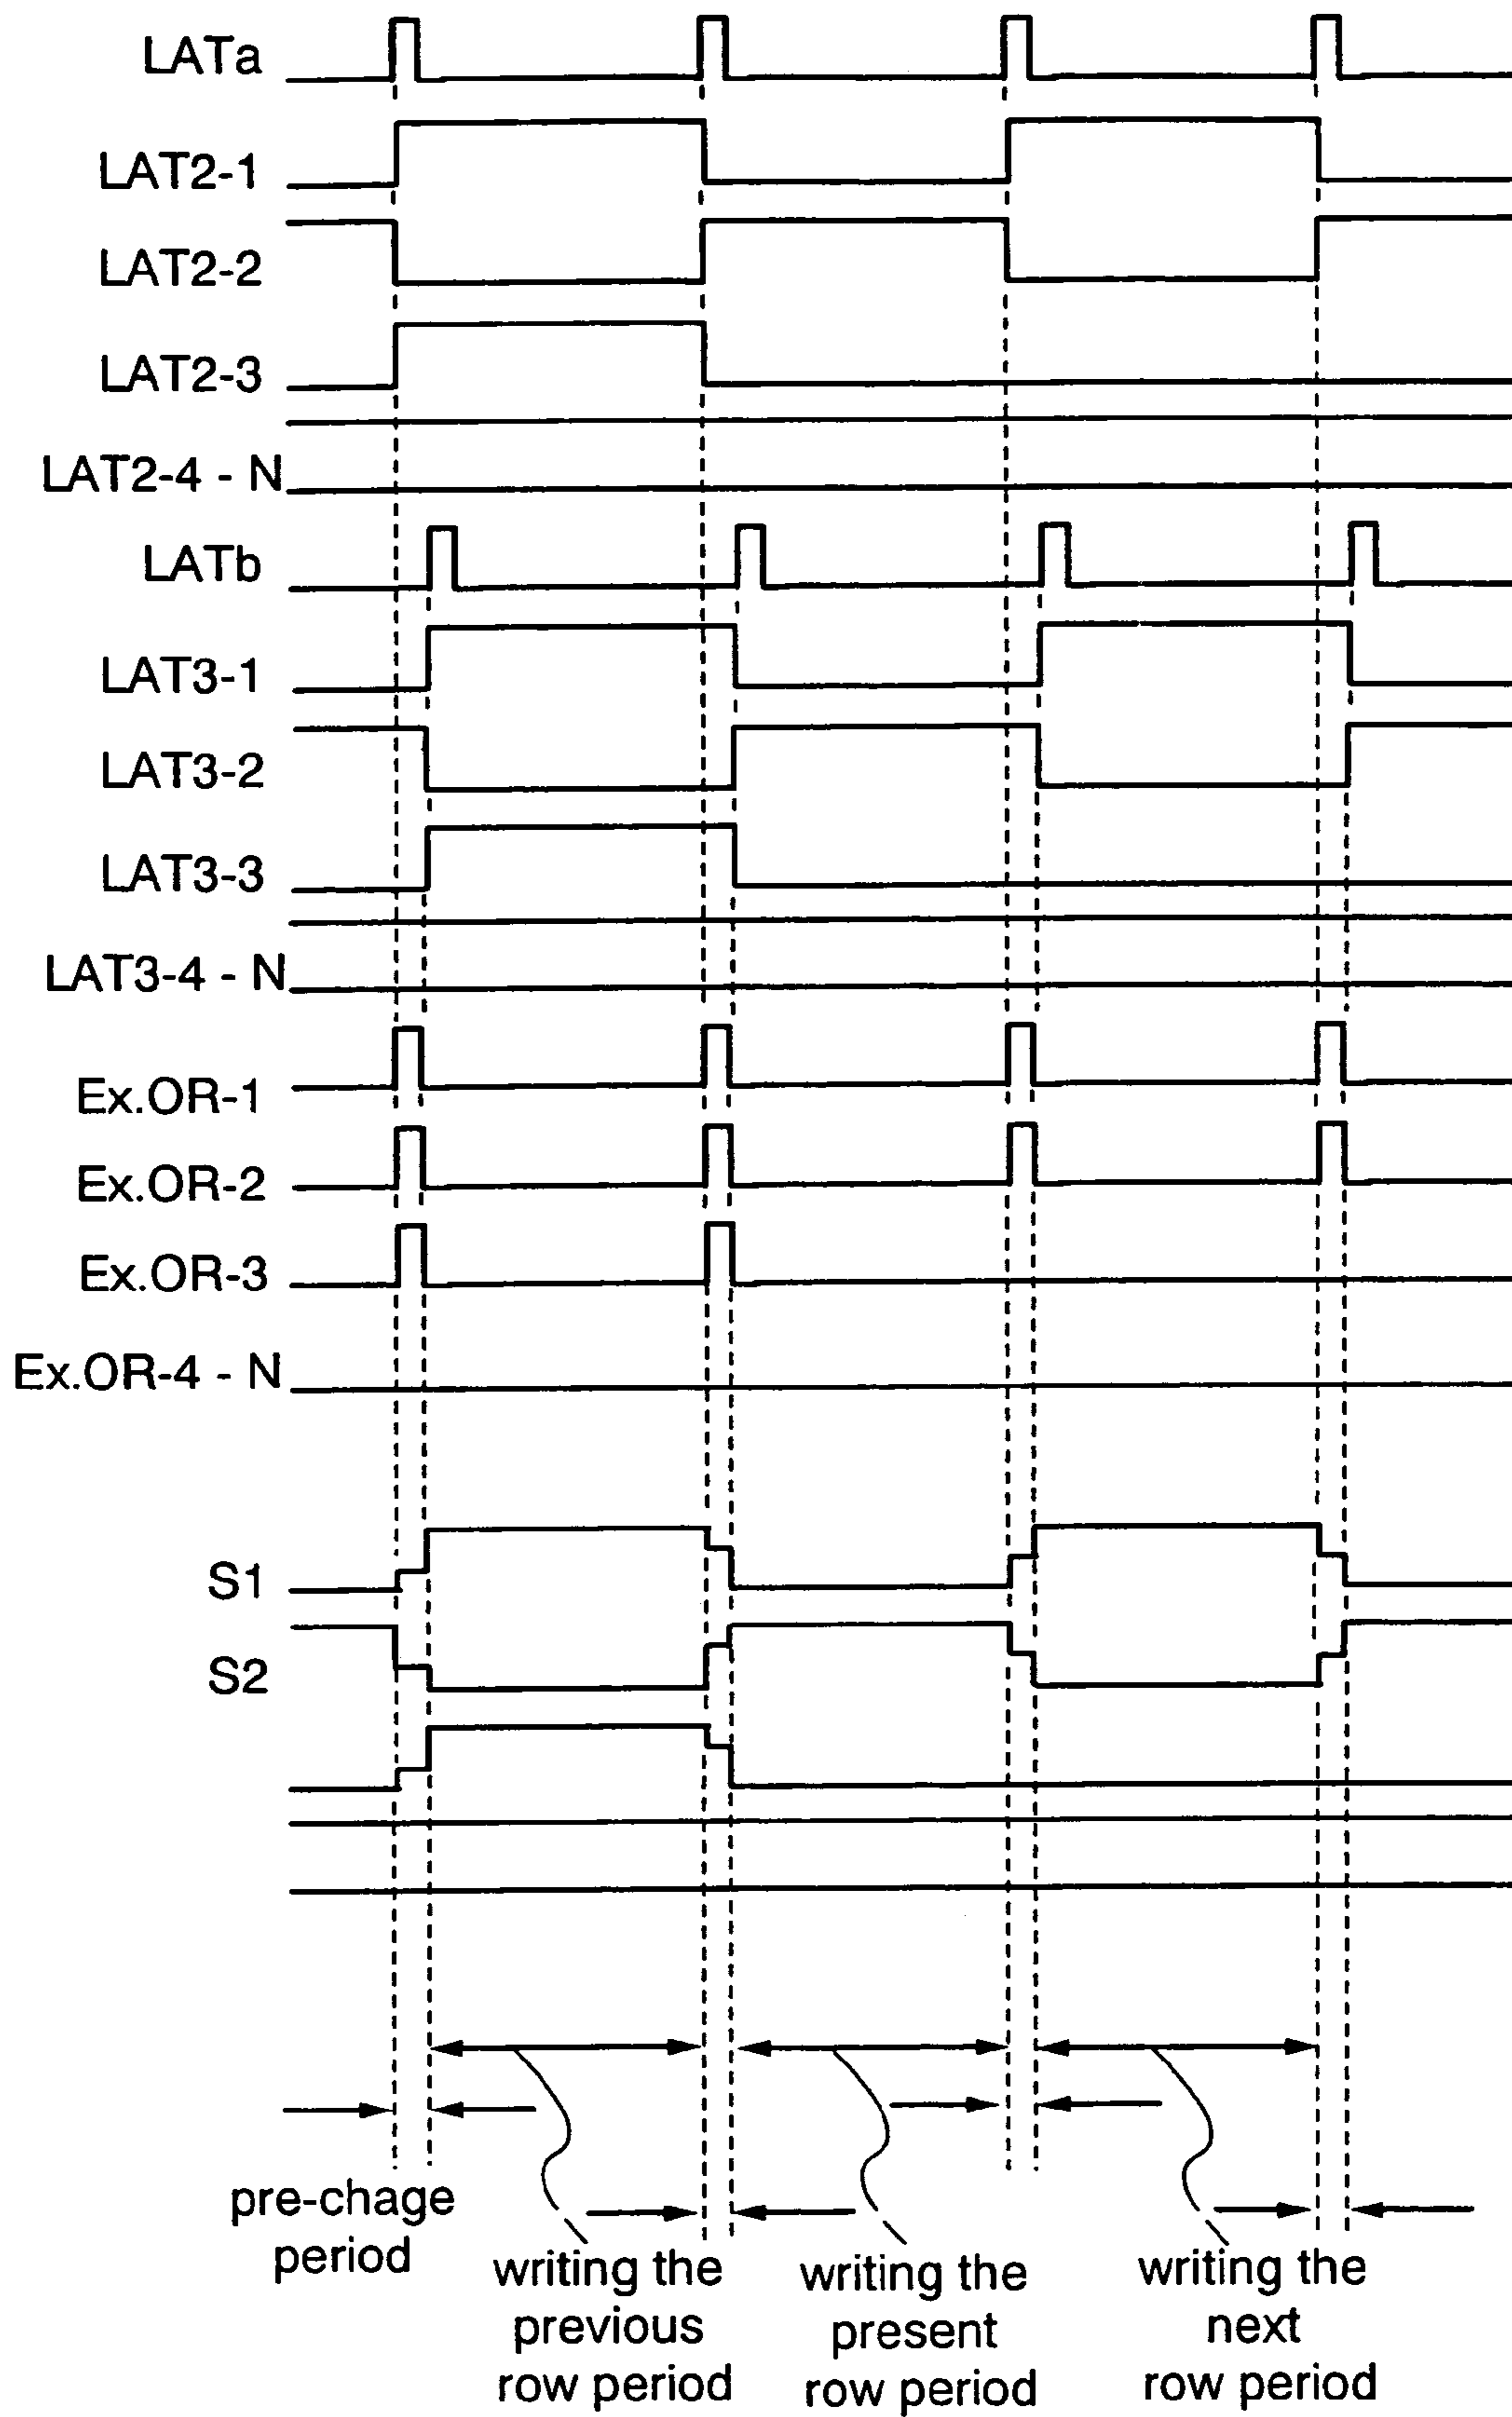 LATa
LAT2-1
LAT2-2
LAT2-3
LAT2-4 - N
LATb
LAT3-1
LAT3-2
LAT3-3
LAT3-4 - N
Ex.OR-1
Ex.OR-2
Ex.OR-3
Ex.OR-4 - N
S1
S2
pre-chage
period
writing the
previous
row period
writing the
present
row period
writing the
next
row period